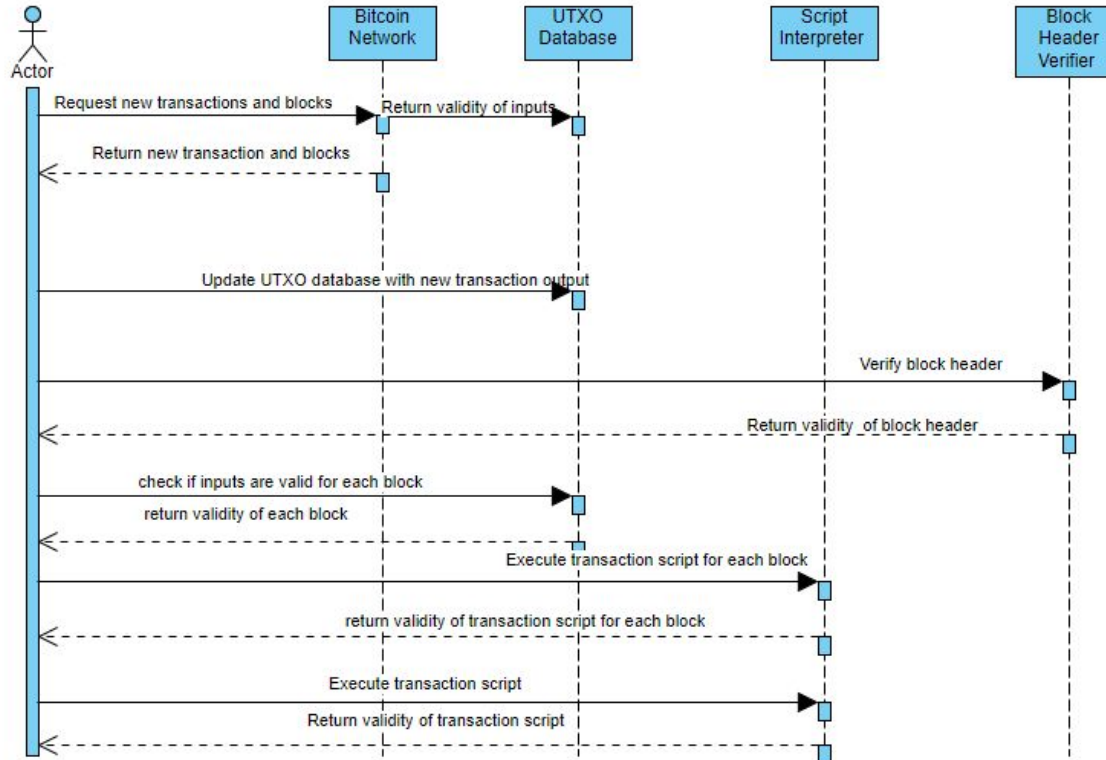 Bitcoin
Network
UTXO
Database
Script
Interpreter
Block
Header
Verifier
Actor
Request new transactions and blocks
Return validity of inputs
Return new transaction and blocks
Update UTXO database with new transaction output
Verify block header
Return validity of block header
check if inputs are valid for each block
return validity of each block
Execute transaction script for each block
return validity of transaction script for each block
Execute transaction script
Return validity of transaction script